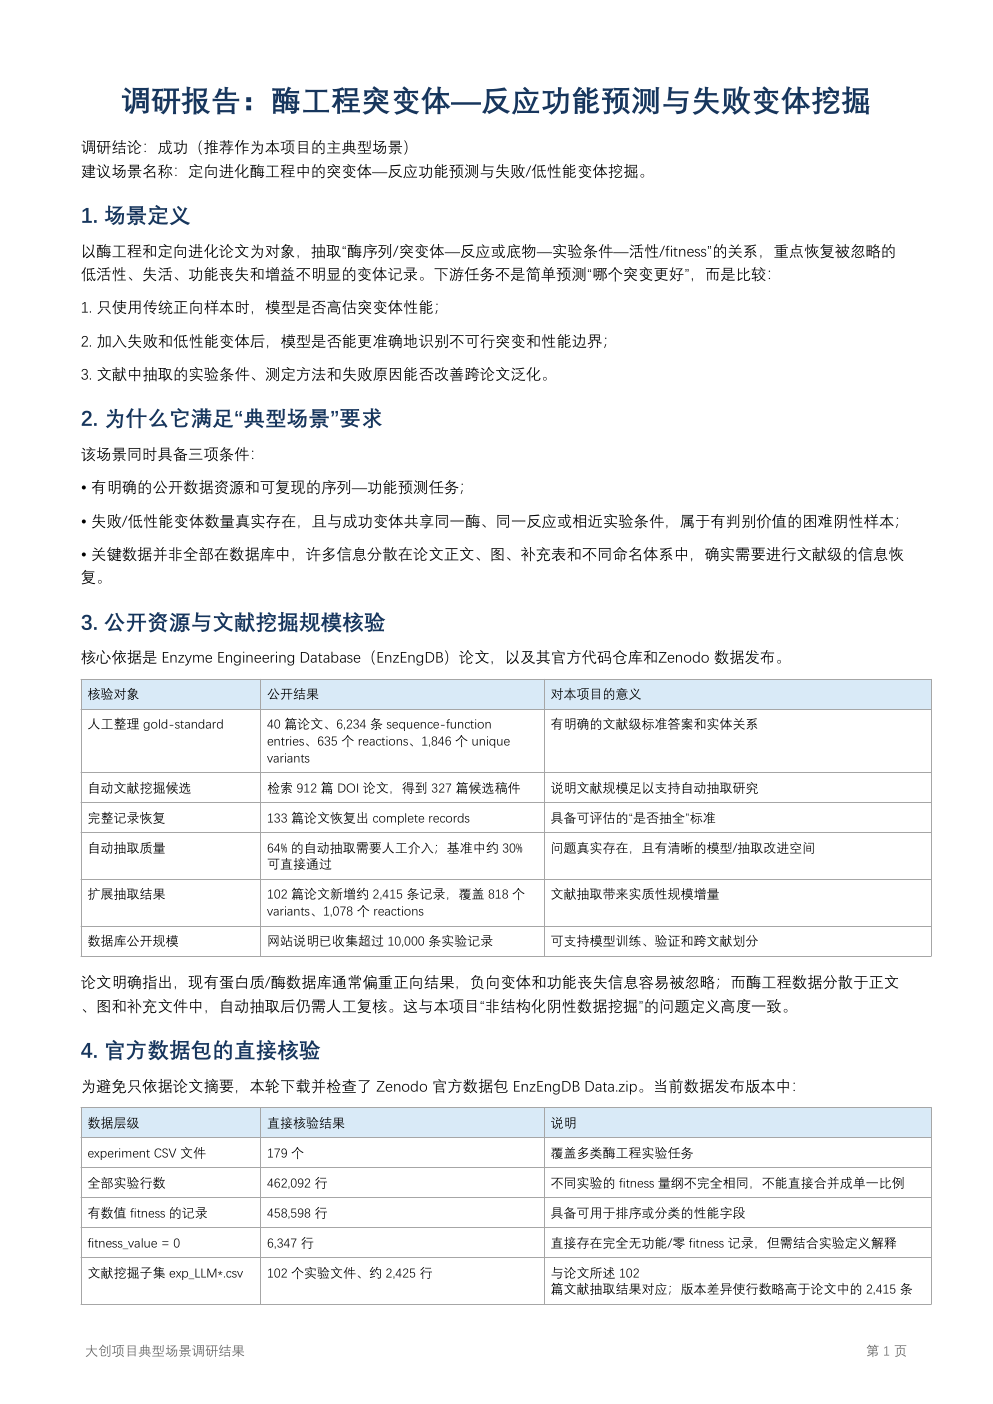 调研报告：酶工程突变体—反应功能预测与失败变体挖掘
调研结论：成功（推荐作为本项目的主典型场景）
建议场景名称：定向进化酶工程中的突变体—反应功能预测与失败/低性能变体挖掘。
1. 场景定义
以酶工程和定向进化论文为对象，抽取“酶序列/突变体—反应或底物—实验条件—活性/fitness”的关系，重点恢复被忽略的
低活性、失活、功能丧失和增益不明显的变体记录。下游任务不是简单预测“哪个突变更好”，而是比较：
1. 只使用传统正向样本时，模型是否高估突变体性能；
2. 加入失败和低性能变体后，模型是否能更准确地识别不可行突变和性能边界；
3. 文献中抽取的实验条件、测定方法和失败原因能否改善跨论文泛化。
2. 为什么它满足“典型场景”要求
该场景同时具备三项条件：
• 有明确的公开数据资源和可复现的序列—功能预测任务；
• 失败/低性能变体数量真实存在，且与成功变体共享同一酶、同一反应或相近实验条件，属于有判别价值的困难阴性样本；
• 关键数据并非全部在数据库中，许多信息分散在论文正文、图、补充表和不同命名体系中，确实需要进行文献级的信息恢
复。
3. 公开资源与文献挖掘规模核验
核心依据是 Enzyme Engineering Database（EnzEngDB）论文，以及其官方代码仓库和Zenodo 数据发布。
核验对象 公开结果 对本项目的意义
人工整理 gold-standard 40 篇论文、6,234 条 sequence-function 有明确的文献级标准答案和实体关系
entries、635 个 reactions、1,846 个 unique
variants
自动文献挖掘候选 检索 912 篇 DOI 论文，得到 327 篇候选稿件 说明文献规模足以支持自动抽取研究
完整记录恢复 133 篇论文恢复出 complete records 具备可评估的“是否抽全”标准
自动抽取质量 64% 的自动抽取需要人工介入；基准中约 30% 问题真实存在，且有清晰的模型/抽取改进空间
可直接通过
扩展抽取结果 102 篇论文新增约 2,415 条记录，覆盖 818 个 文献抽取带来实质性规模增量
variants、1,078 个 reactions
数据库公开规模 网站说明已收集超过 10,000 条实验记录 可支持模型训练、验证和跨文献划分
论文明确指出，现有蛋白质/酶数据库通常偏重正向结果，负向变体和功能丧失信息容易被忽略；而酶工程数据分散于正文
、图和补充文件中，自动抽取后仍需人工复核。这与本项目“非结构化阴性数据挖掘”的问题定义高度一致。
4. 官方数据包的直接核验
为避免只依据论文摘要，本轮下载并检查了 Zenodo 官方数据包 EnzEngDB Data.zip。当前数据发布版本中：
数据层级 直接核验结果 说明
experiment CSV 文件 179 个 覆盖多类酶工程实验任务
全部实验行数 462,092 行 不同实验的 fitness 量纲不完全相同，不能直接合并成单一比例
有数值 fitness 的记录 458,598 行 具备可用于排序或分类的性能字段
fitness_value = 0 6,347 行 直接存在完全无功能/零 fitness 记录，但需结合实验定义解释
文献挖掘子集 exp_LLM*.csv 102 个实验文件、约 2,425 行 与论文所述 102
篇文献抽取结果对应；版本差异使行数略高于论文中的 2,415 条
大创项目典型场景调研结果 第 1 页